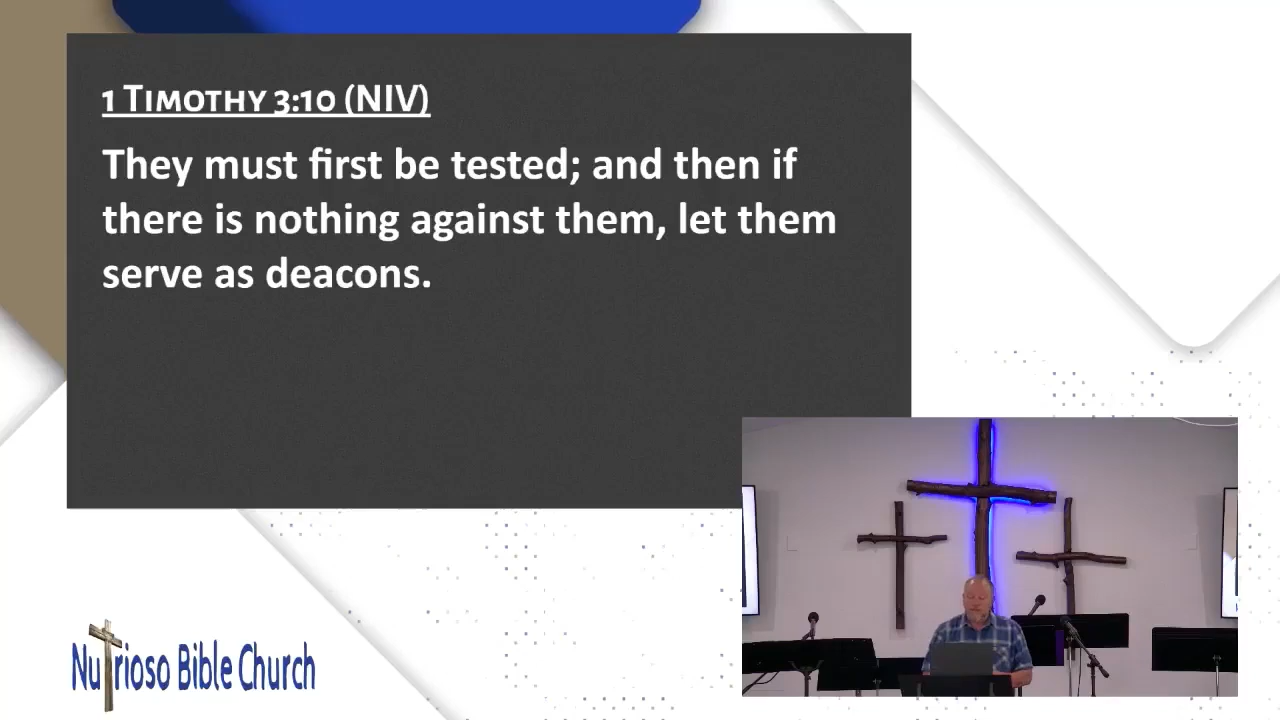 1 Timothy 3:10 (NIV)
They must first be tested; and then if
there is nothing against them, let them
serve as deacons.
Nutrioso Bible Church